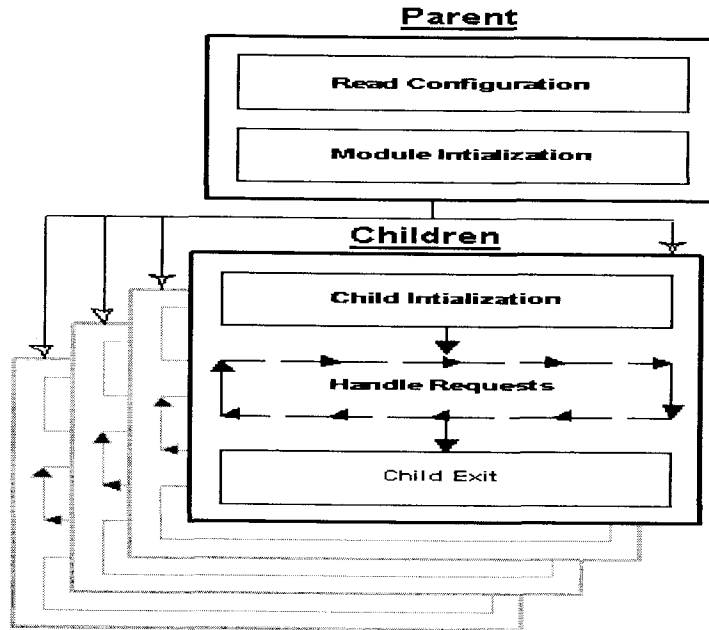 Parent
Read Configuration
Module Intialization
Children
Child Intialization
Handle Requests
Child Exit